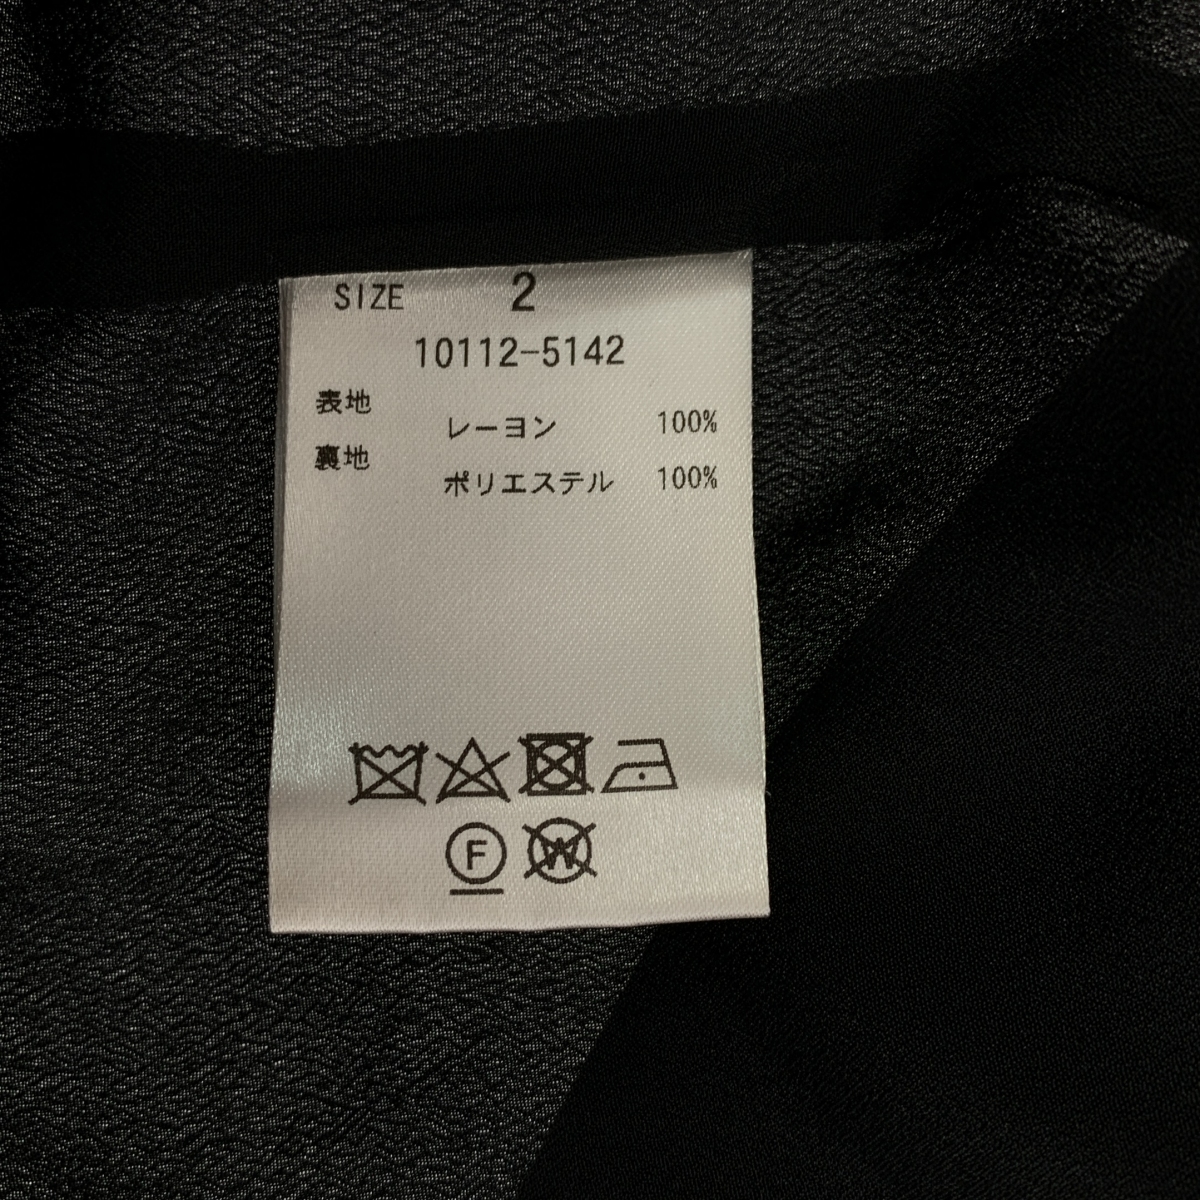 SIZE 2
10112-5142
表地
レーヨン 100%
裏地
ポリエステル 100%
F W